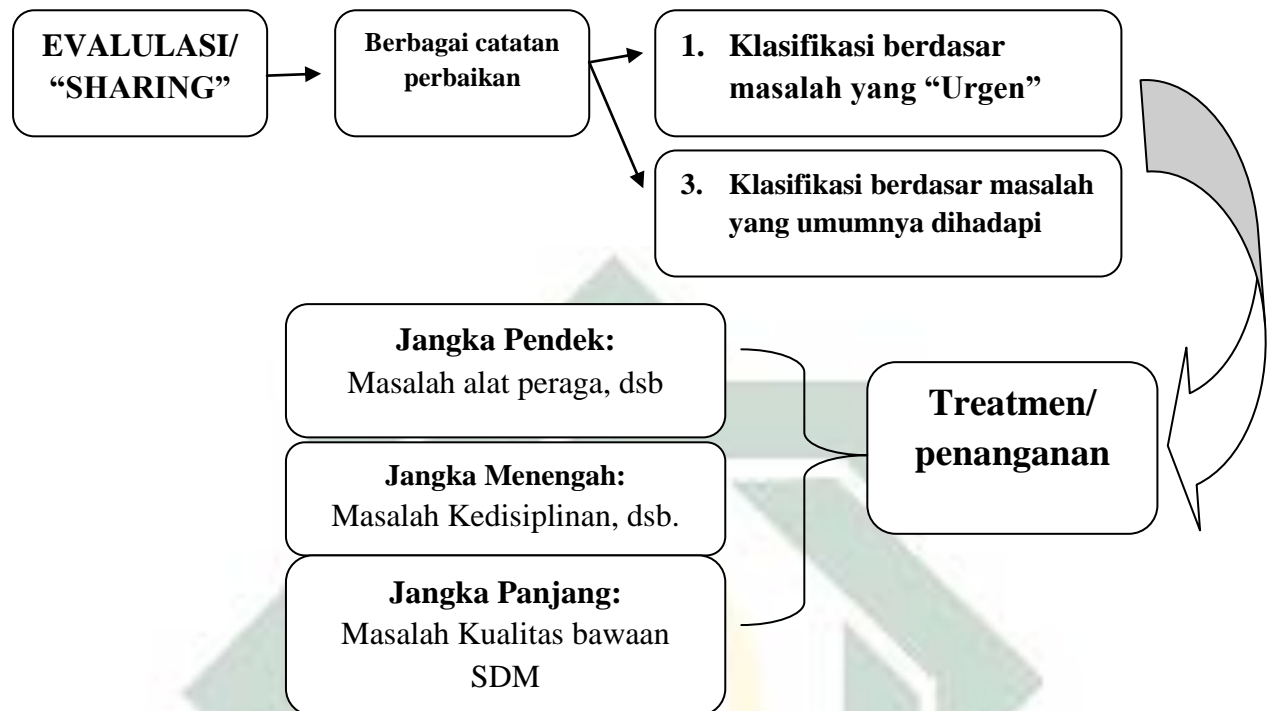 EVALULASI/
“SHARING”
Berbagai catatan
perbaikan
1. Klasifikasi berdasar
masalah yang “Urgen”
3. Klasifikasi berdasar masalah
yang umumnya dihadapi
Jangka Pendek:
Masalah alat peraga, dsb
Jangka Menengah:
Masalah Kedisiplinan, dsb.
Jangka Panjang:
Masalah Kualitas bawaan
SDM
Treatmen/
penanganan